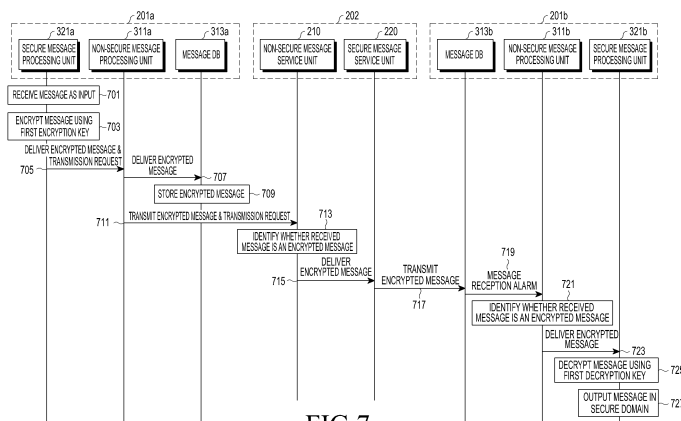 201a
202
201b
321a
311a
313a
210
220
313b
311b
321b
SECURE MESSAGE
PROCESSING UNIT
NON-SECURE MESSAGE
PROCESSING UNIT
MESSAGE DB
NON-SECURE MESSAGE
SERVICE UNIT
SECURE MESSAGE
SERVICE UNIT
MESSAGE DB
NON-SECURE MESSAGE
PROCESSING UNIT
SECURE MESSAGE
PROCESSING UNIT
RECEIVE MESSAGE AS INPUT
701
ENCRYPT MESSAGE USING
FIRST ENCRYPTION KEY
703
DELIVER ENCRYPTED MESSAGE &
TRANSMISSION REQUEST
705
DELIVER ENCRYPTED
MESSAGE
707
STORE ENCRYPTED MESSAGE
709
711
TRANSMIT ENCRYPTED MESSAGE & TRANSMISSION REQUEST
713
IDENTIFY WHETHER RECEIVED
MESSAGE IS AN ENCRYPTED MESSAGE
DELIVER
ENCRYPTED MESSAGE
715
TRANSMIT
ENCRYPTED MESSAGE
717
719
MESSAGE
RECEPTION ALARM
721
IDENTIFY WHETHER RECEIVED
MESSAGE IS AN ENCRYPTED MESSAGE
DELIVER ENCRYPTED
MESSAGE
723
DECRYPT MESSAGE USING
FIRST DECRYPTION KEY
725
OUTPUT MESSAGE IN
SECURE DOMAIN
727
FIG.7